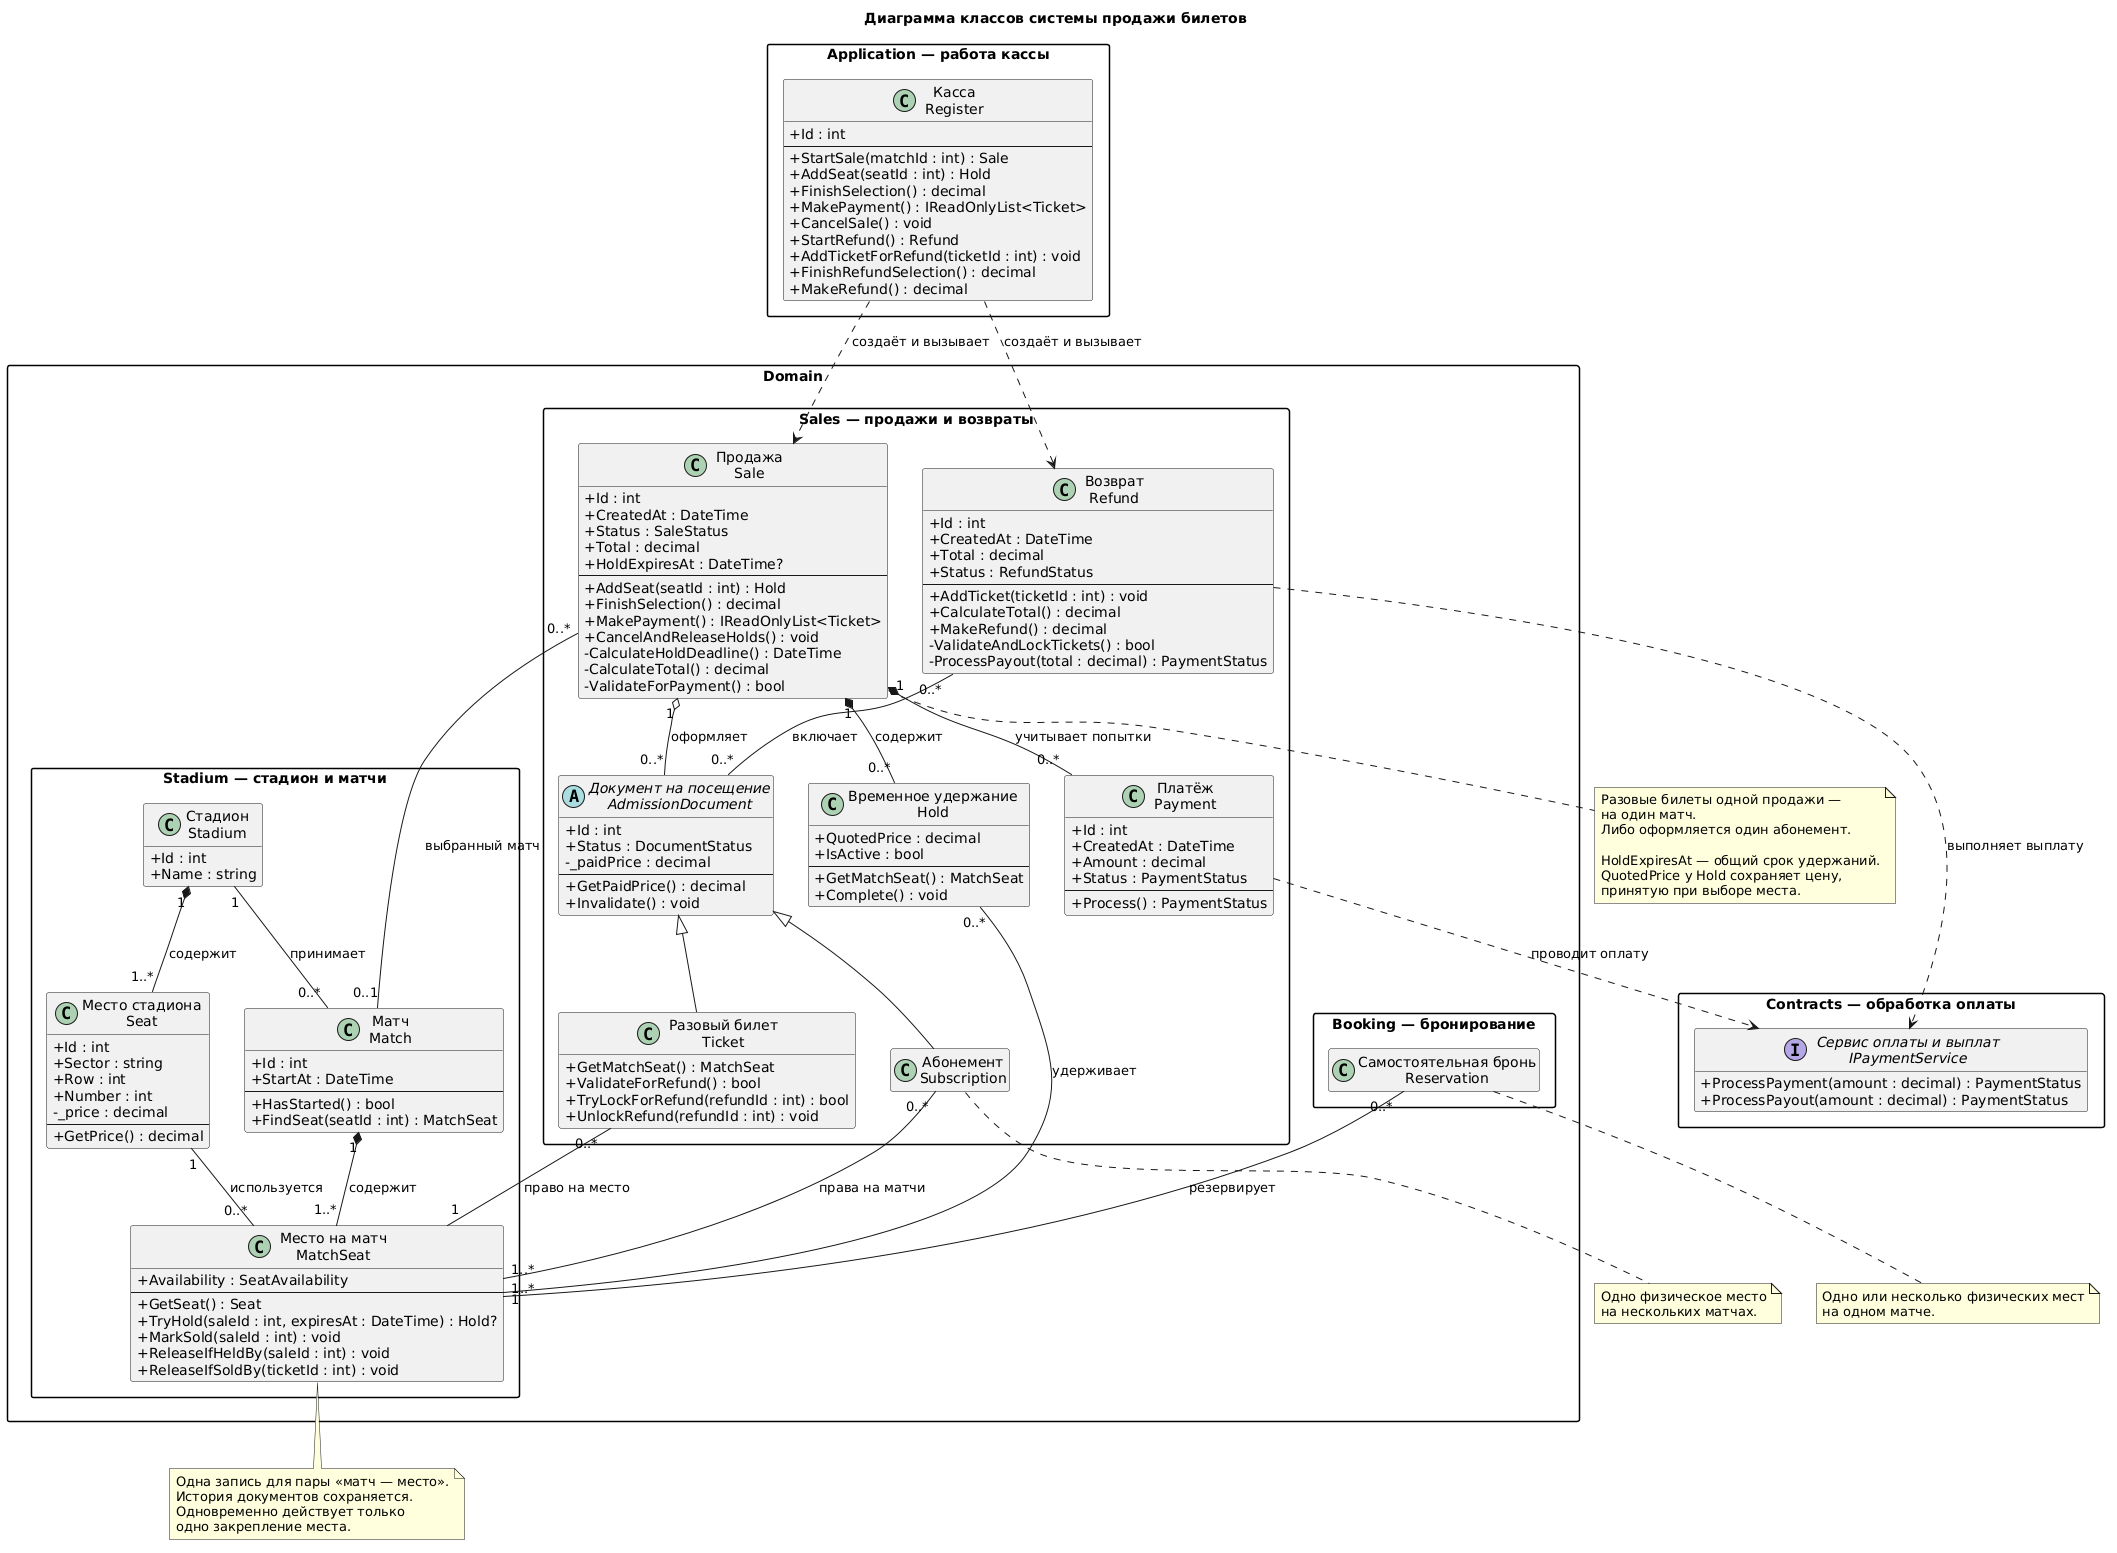 Диаграмма классов системы продажи билетов
Application — работа кассы
C
Касса
Register
+Id : int
+StartSale(matchId : int) : Sale
+AddSeat(seatId : int) : Hold
+FinishSelection() : decimal
+MakePayment() : IReadOnlyList<Ticket>
+CancelSale() : void
+StartRefund() : Refund
+AddTicketForRefund(ticketId : int) : void
+FinishRefundSelection() : decimal
+MakeRefund() : decimal
создаёт и вызывает
создаёт и вызывает
Domain
Sales — продажи и возвраты
C
Продажа
Sale
+Id : int
+CreatedAt : DateTime
+Status : SaleStatus
+Total : decimal
+HoldExpiresAt : DateTime?
+AddSeat(seatId : int) : Hold
+FinishSelection() : decimal
+MakePayment() : IReadOnlyList<Ticket>
+CancelAndReleaseHolds() : void
-CalculateHoldDeadline() : DateTime
-CalculateTotal() : decimal
-ValidateForPayment() : bool
C
Возврат
Refund
+Id : int
+CreatedAt : DateTime
+Total : decimal
+Status : RefundStatus
+AddTicket(ticketId : int) : void
+CalculateTotal() : decimal
+MakeRefund() : decimal
-ValidateAndLockTickets() : bool
-ProcessPayout(total : decimal) : PaymentStatus
0..*
1
0..*
1
1
оформляет
включает
содержит
учитывает попытки
0..*
0..*
0..*
0..*
A
Документ на посещение
AdmissionDocument
+Id : int
+Status : DocumentStatus
-_paidPrice : decimal
+GetPaidPrice() : decimal
+Invalidate() : void
C
Временное удержание
Hold
+QuotedPrice : decimal
+IsActive : bool
+GetMatchSeat() : MatchSeat
+Complete() : void
C
Платёж
Payment
+Id : int
+CreatedAt : DateTime
+Amount : decimal
+Status : PaymentStatus
+Process() : PaymentStatus
Разовые билеты одной продажи —
на один матч.
Либо оформляется один абонемент.
HoldExpiresAt — общий срок удержаний.
QuotedPrice у Hold сохраняет цену,
принятую при выборе места.
выполняет выплату
выбранный матч
Stadium — стадион и матчи
C
Стадион
Stadium
+Id : int
+Name : string
1
1
содержит
принимает
1..*
0..*
0..1
0..*
проводит оплату
C
Место стадиона
Seat
+Id : int
+Sector : string
+Row : int
+Number : int
-_price : decimal
+GetPrice() : decimal
C
Матч
Match
+Id : int
+StartAt : DateTime
+HasStarted() : bool
+FindSeat(seatId : int) : MatchSeat
C
Разовый билет
Ticket
+GetMatchSeat() : MatchSeat
+ValidateForRefund() : bool
+TryLockForRefund(refundId : int) : bool
+UnlockRefund(refundId : int) : void
C
Абонемент
Subscription
удерживает
Booking — бронирование
C
Самостоятельная бронь
Reservation
Contracts — обработка оплаты
I
Сервис оплаты и выплат
IPaymentService
+ProcessPayment(amount : decimal) : PaymentStatus
+ProcessPayout(amount : decimal) : PaymentStatus
0..*
0..*
0..*
1
1
используется
содержит
право на место
права на матчи
резервирует
0..*
1..*
1
C
Место на матч
MatchSeat
+Availability : SeatAvailability
+GetSeat() : Seat
+TryHold(saleId : int, expiresAt : DateTime) : Hold?
+MarkSold(saleId : int) : void
+ReleaseIfHeldBy(saleId : int) : void
+ReleaseIfSoldBy(ticketId : int) : void
1..*
1..*
1
Одно физическое место
на нескольких матчах.
Одно или несколько физических мест
на одном матче.
Одна запись для пары «матч — место».
История документов сохраняется.
Одновременно действует только
одно закрепление места.